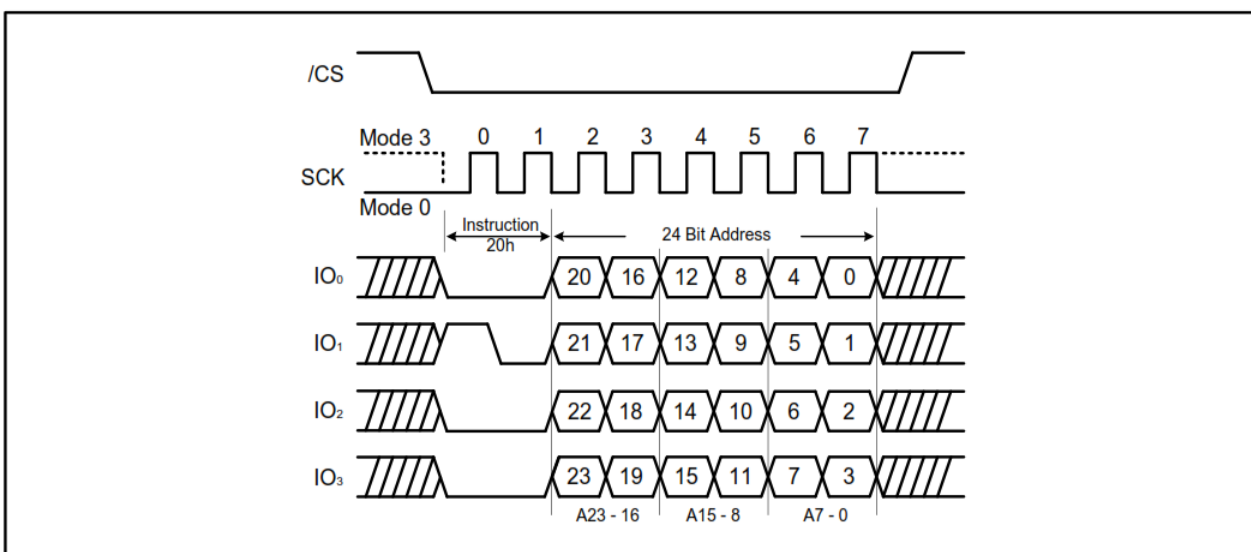 /CS
Mode 3 0 1 2 3 4 5 6 7
SCK
Mode 0
Instruction
20h
24 Bit Address
IO₀ 20 16 12 8 4 0
IO₁ 21 17 13 9 5 1
IO₂ 22 18 14 10 6 2
IO₃ 23 19 15 11 7 3
A23 - 16 A15 - 8 A7 - 0